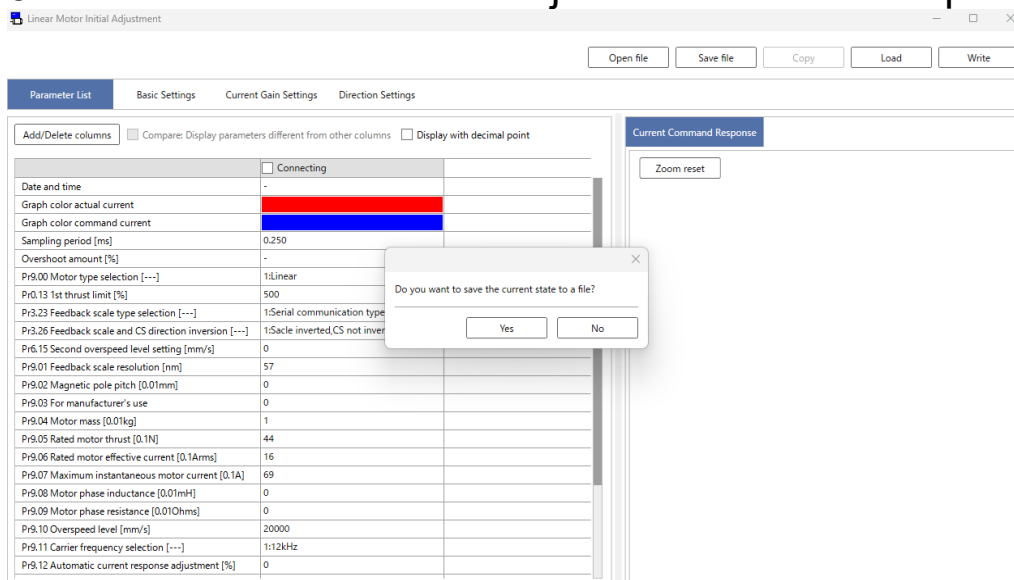 Linear Motor Initial Adjustment
Open file Save file Copy Load Write
Parameter List Basic Settings Current Gain Settings Direction Settings
Add/Delete columns Compare: Display parameters different from other columns Display with decimal point
Connecting
Date and time -
Graph color actual current
Graph color command current
Sampling period [ms] 0.250
Overshoot amount [%] -
Pr9.00 Motor type selection [---] 1:Linear
Pr0.13 1st thrust limit [%] 500
Pr3.23 Feedback scale type selection [---] 1:Serial communication type
Pr3.26 Feedback scale and CS direction inversion [---] 1:Sacle inverted,CS not inver
Pr6.15 Second overspeed level setting [mm/s] 0
Pr9.01 Feedback scale resolution [nm] 57
Pr9.02 Magnetic pole pitch [0.01mm] 0
Pr9.03 For manufacturer's use 0
Pr9.04 Motor mass [0.01kg] 1
Pr9.05 Rated motor thrust [0.1N] 44
Pr9.06 Rated motor effective current [0.1Arms] 16
Pr9.07 Maximum instantaneous motor current [0.1A] 69
Pr9.08 Motor phase inductance [0.01mH] 0
Pr9.09 Motor phase resistance [0.01Ohms] 0
Pr9.10 Overspeed level [mm/s] 20000
Pr9.11 Carrier frequency selection [---] 1:12kHz
Pr9.12 Automatic current response adjustment [%] 0
Do you want to save the current state to a file?
Yes No
Current Command Response
Zoom reset